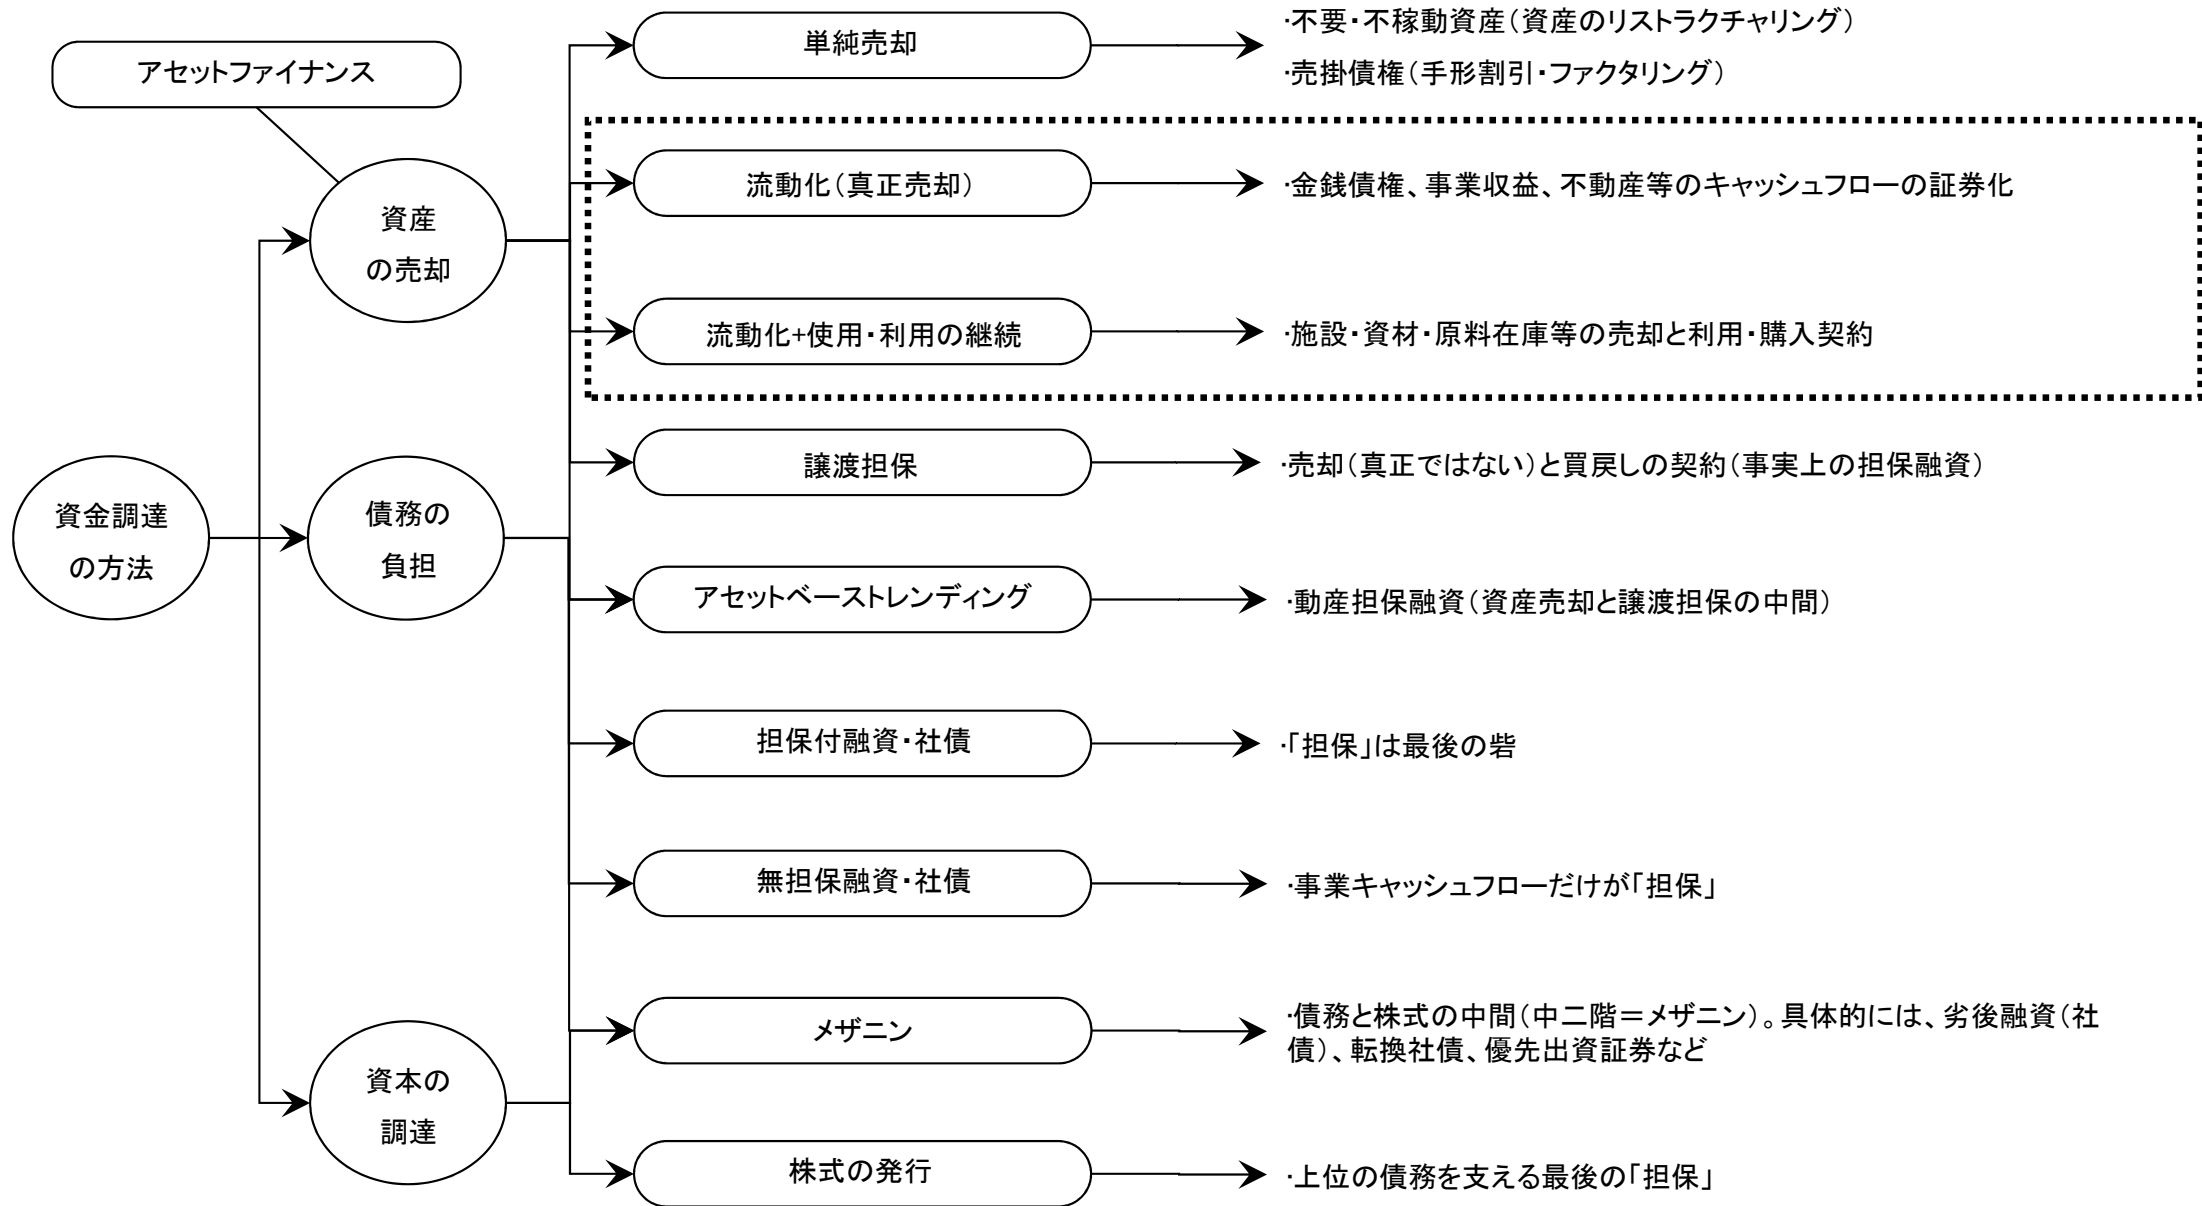 アセットファイナンス
資金調達
の方法
資産
の売却
債務の
負担
資本の
調達
単純売却
・不要・不稼動資産（資産のリストラクチャリング）
・売掛債権（手形割引・ファクタリング）
流動化（真正売却）
・金銭債権、事業収益、不動産等のキャッシュフローの証券化
流動化+使用・利用の継続
・施設・資材・原料在庫等の売却と利用・購入契約
譲渡担保
・売却（真正ではない）と買戻しの契約（事実上の担保融資）
アセットベーストレンディング
・動産担保融資（資産売却と譲渡担保の中間）
担保付融資・社債
・「担保」は最後の砦
無担保融資・社債
・事業キャッシュフローだけが「担保」
メザニン
・債務と株式の中間（中二階＝メザニン）。具体的には、劣後融資（社
債）、転換社債、優先出資証券など
株式の発行
・上位の債務を支える最後の「担保」